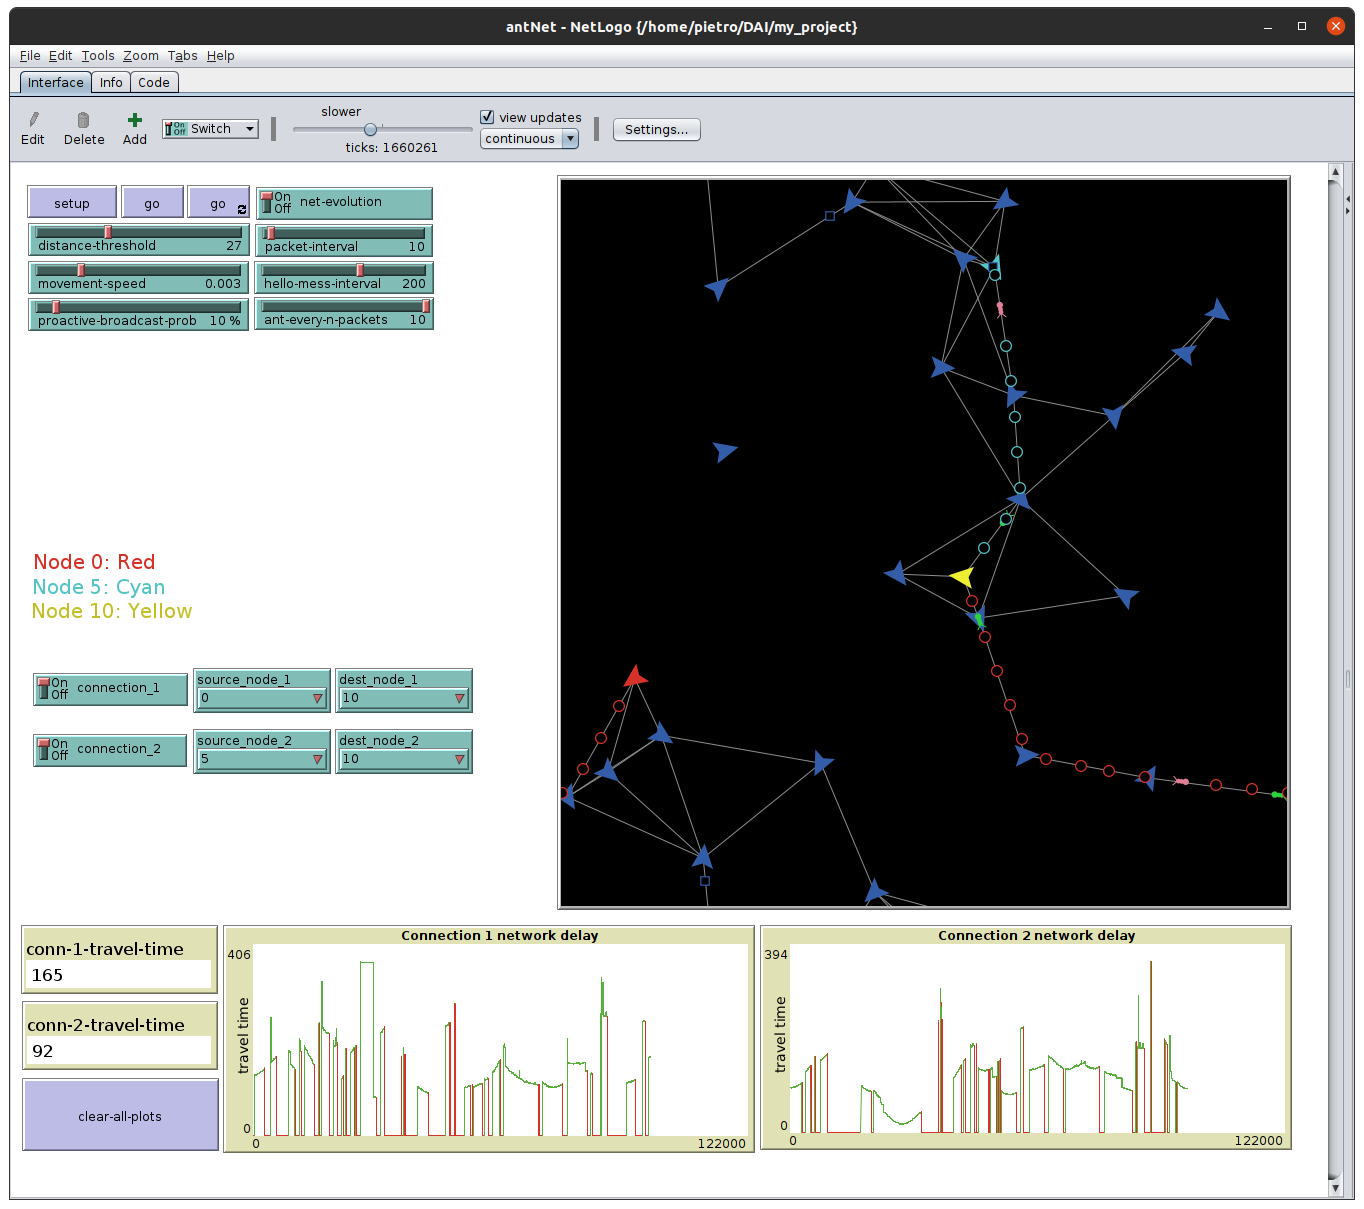 antNet - NetLogo {/home/pietro/DAI/my_project}
File Edit Tools Zoom Tabs Help
Interface Info Code
Edit Delete Add On Off Switch slower ticks: 1660261 view updates continuous Settings...
setup go go On Off net-evolution
distance-threshold 27 packet-interval 10
movement-speed 0.003 hello-mess-interval 200
proactive-broadcast-prob 10 % ant-every-n-packets 10
Node 0: Red
Node 5: Cyan
Node 10: Yellow
On Off connection_1 source_node_1 0 dest_node_1 10
On Off connection_2 source_node_2 5 dest_node_2 10
conn-1-travel-time
165
conn-2-travel-time
92
clear-all-plots
Connection 1 network delay
406
travel time
0
0 122000
Connection 2 network delay
394
travel time
0
0 122000